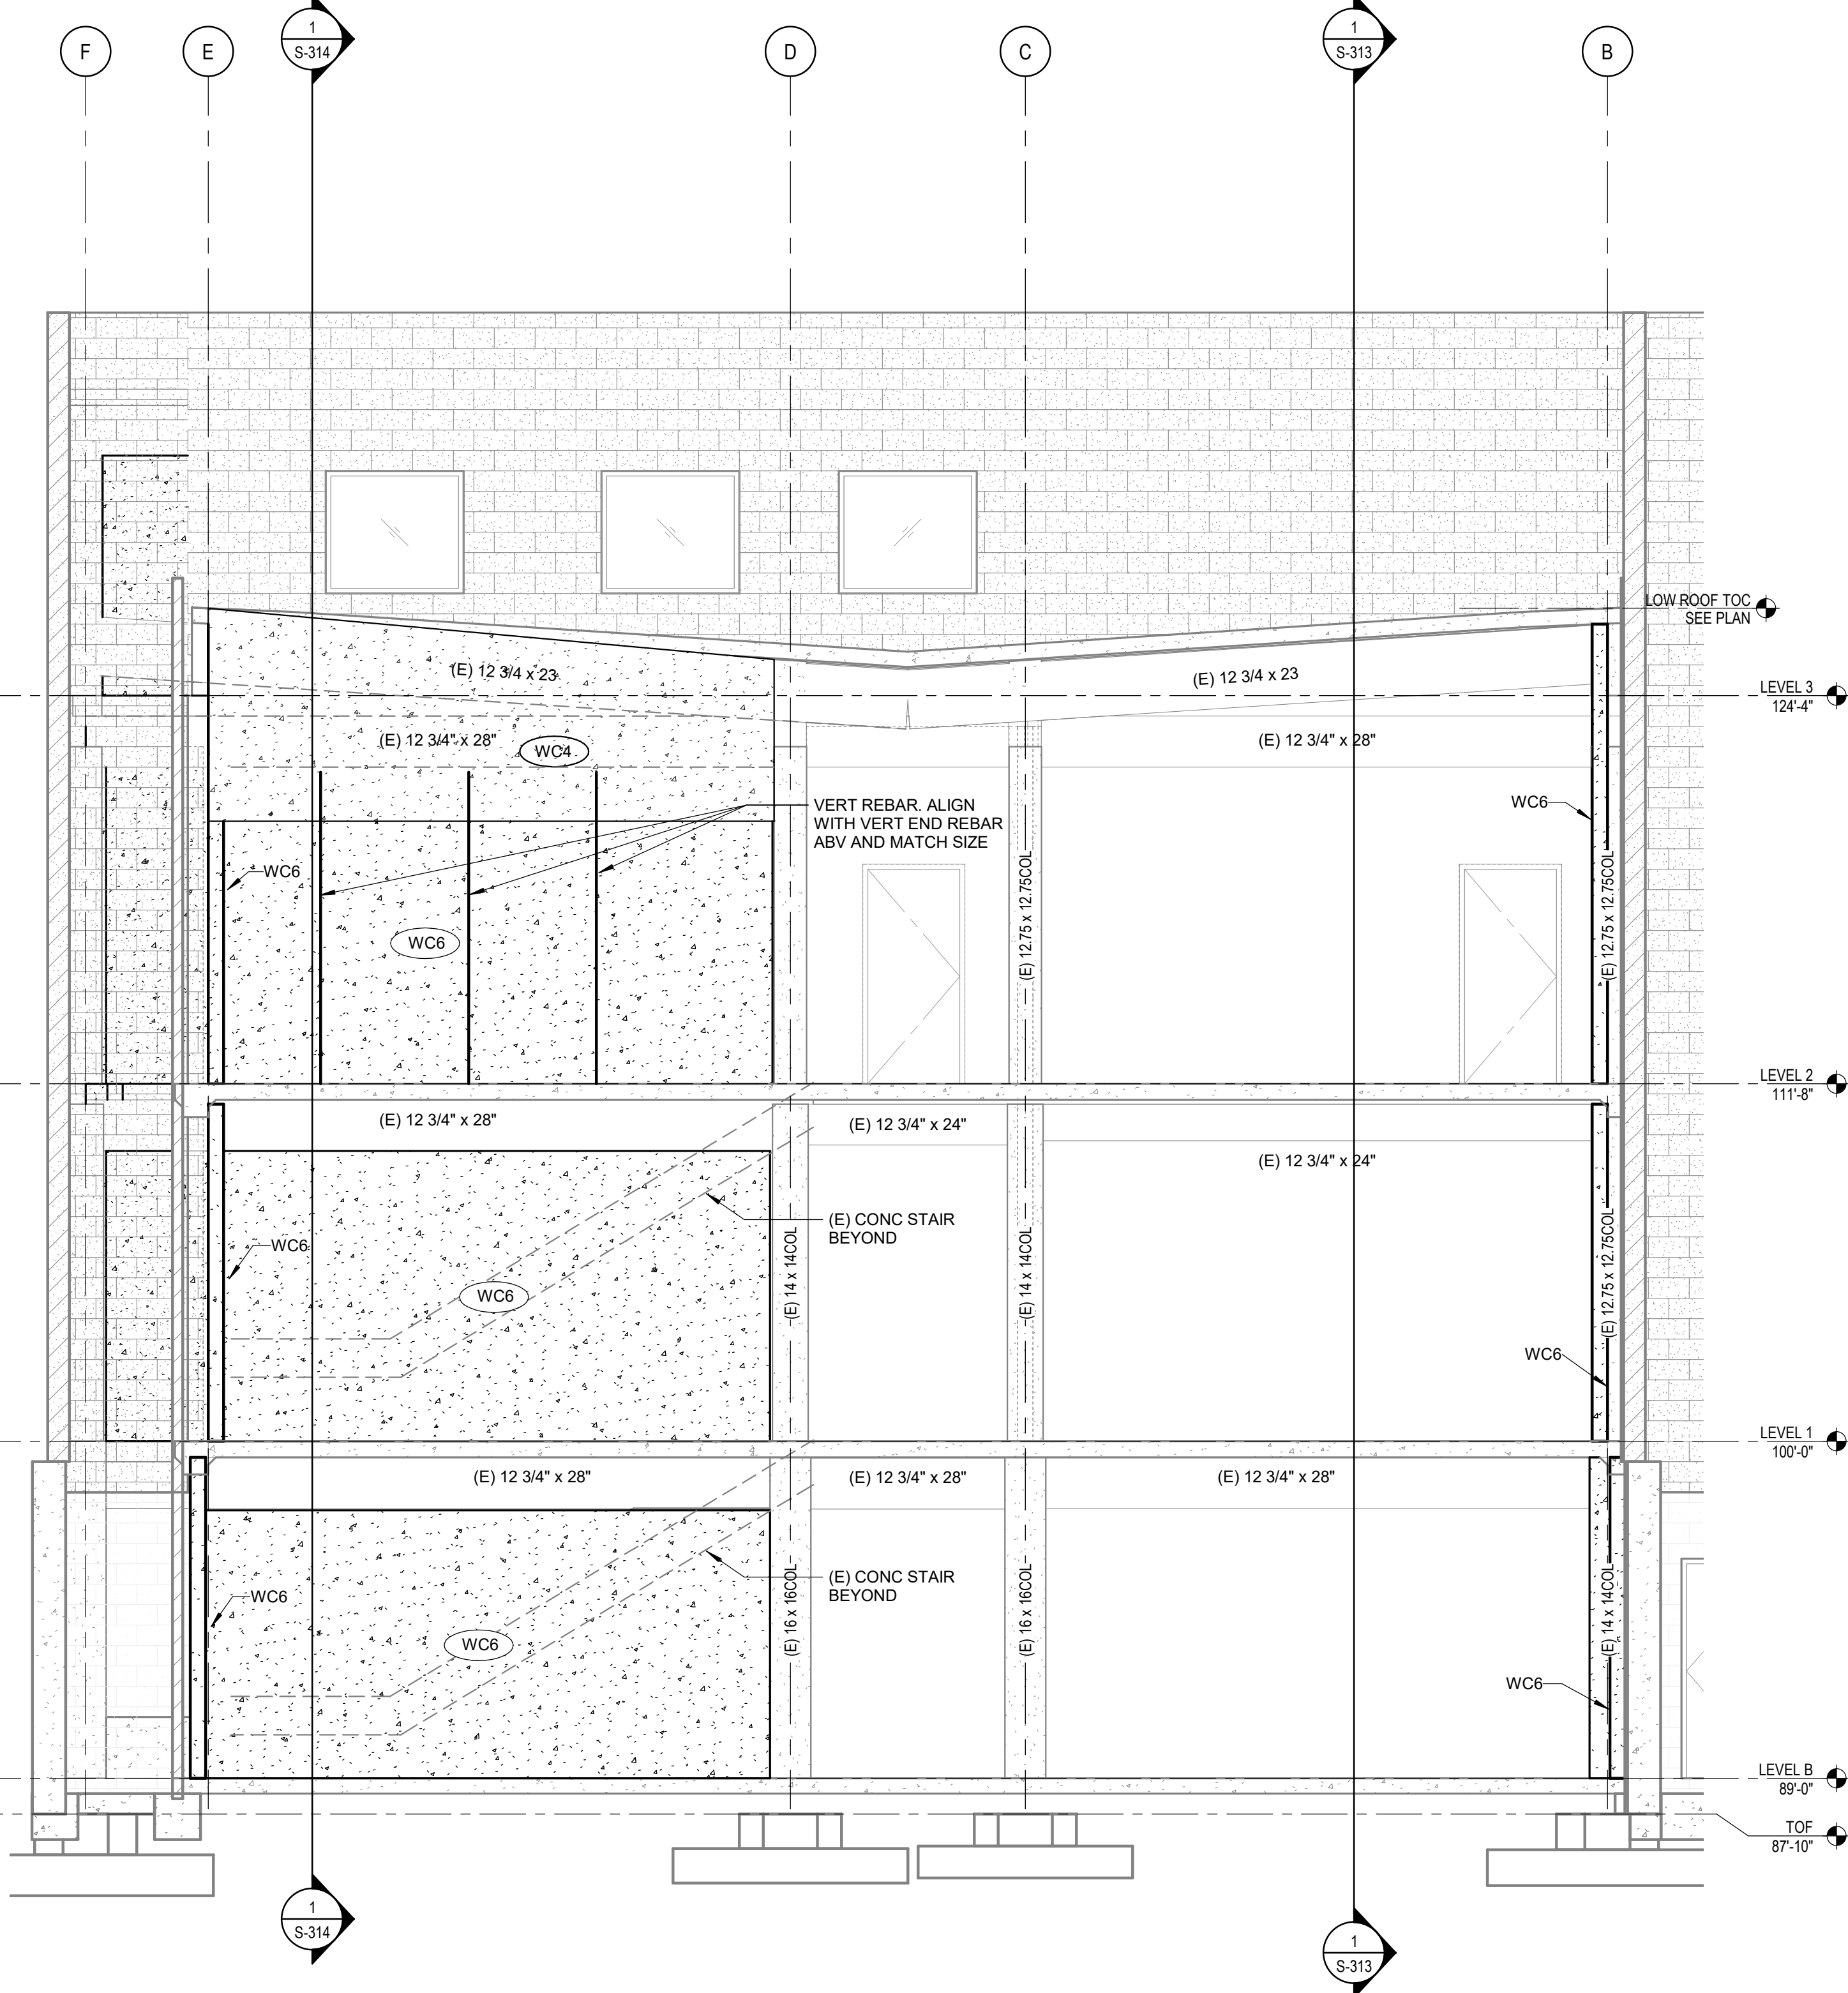 F
E
1
S-314
D
C
1
S-313
B
LOW ROOF TOC
SEE PLAN
(E) 12 3/4 x 23
(E) 12 3/4 x 23
LEVEL 3
124'-4"
(E) 12 3/4" x 28"
WC4
(E) 12 3/4" x 28"
VERT REBAR. ALIGN
WITH VERT END REBAR
ABV AND MATCH SIZE
WC6
WC6
WC6
(E) 12.75 x 12.75COL
(E) 12.75 x 12.75COL
LEVEL 2
111'-8"
(E) 12 3/4" x 28"
(E) 12 3/4" x 24"
(E) 12 3/4" x 24"
(E) CONC STAIR
BEYOND
WC6
WC6
(E) 14 x 14COL
(E) 14 x 14COL
(E) 12.75 x 12.75COL
WC6
LEVEL 1
100'-0"
(E) 12 3/4" x 28"
(E) 12 3/4" x 28"
(E) 12 3/4" x 28"
(E) CONC STAIR
BEYOND
WC6
WC6
(E) 16 x 16COL
(E) 16 x 16COL
(E) 14 x 14COL
WC6
LEVEL B
89'-0"
TOF
87'-10"
1
S-314
1
S-313